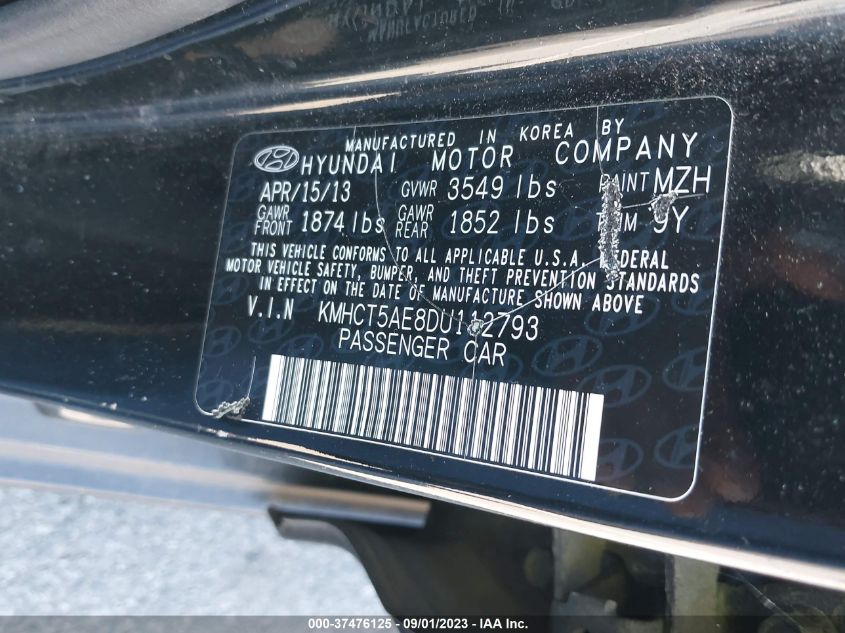 MANUFACTURED IN KOREA BY
HYUNDAI MOTOR COMPANY
APR/15/13 GVWR 3549 lbs PAINT MZH
GAWR FRONT 1874 lbs GAWR REAR 1852 lbs TRIM 9Y
THIS VEHICLE CONFORMS TO ALL APPLICABLE U.S.A. FEDERAL
MOTOR VEHICLE SAFETY, BUMPER, AND THEFT PREVENTION STANDARDS
IN EFFECT ON THE DATE OF MANUFACTURE SHOWN ABOVE
V.I.N KMHCT5AE8DU112793
PASSENGER CAR
000-37476125 - 09/01/2023 - IAA Inc.